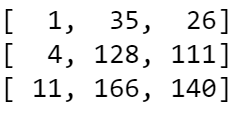 [  1,  35,  26]
[  4, 128, 111]
[ 11, 166, 140]